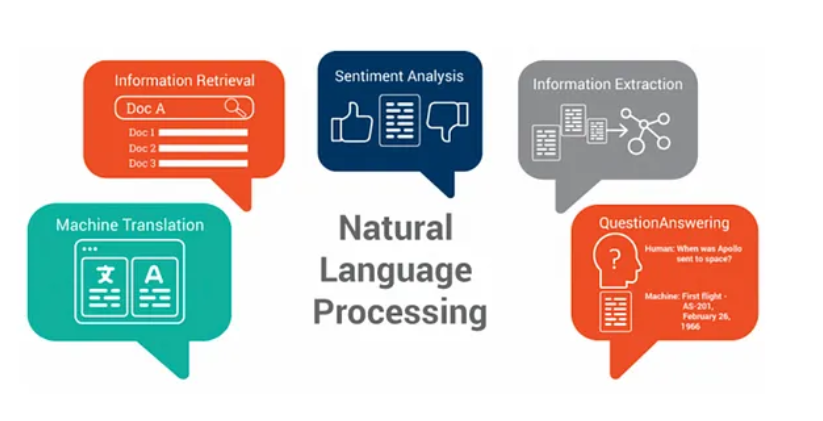 Information Retrieval
Doc A
Doc 1
Doc 2
Doc 3
Sentiment Analysis
Information Extraction
Machine Translation
文
A
Natural
Language
Processing
QuestionAnswering
?
Human: When was Apollo
sent to space?
Machine: First flight -
AS-201,
February 26,
1966